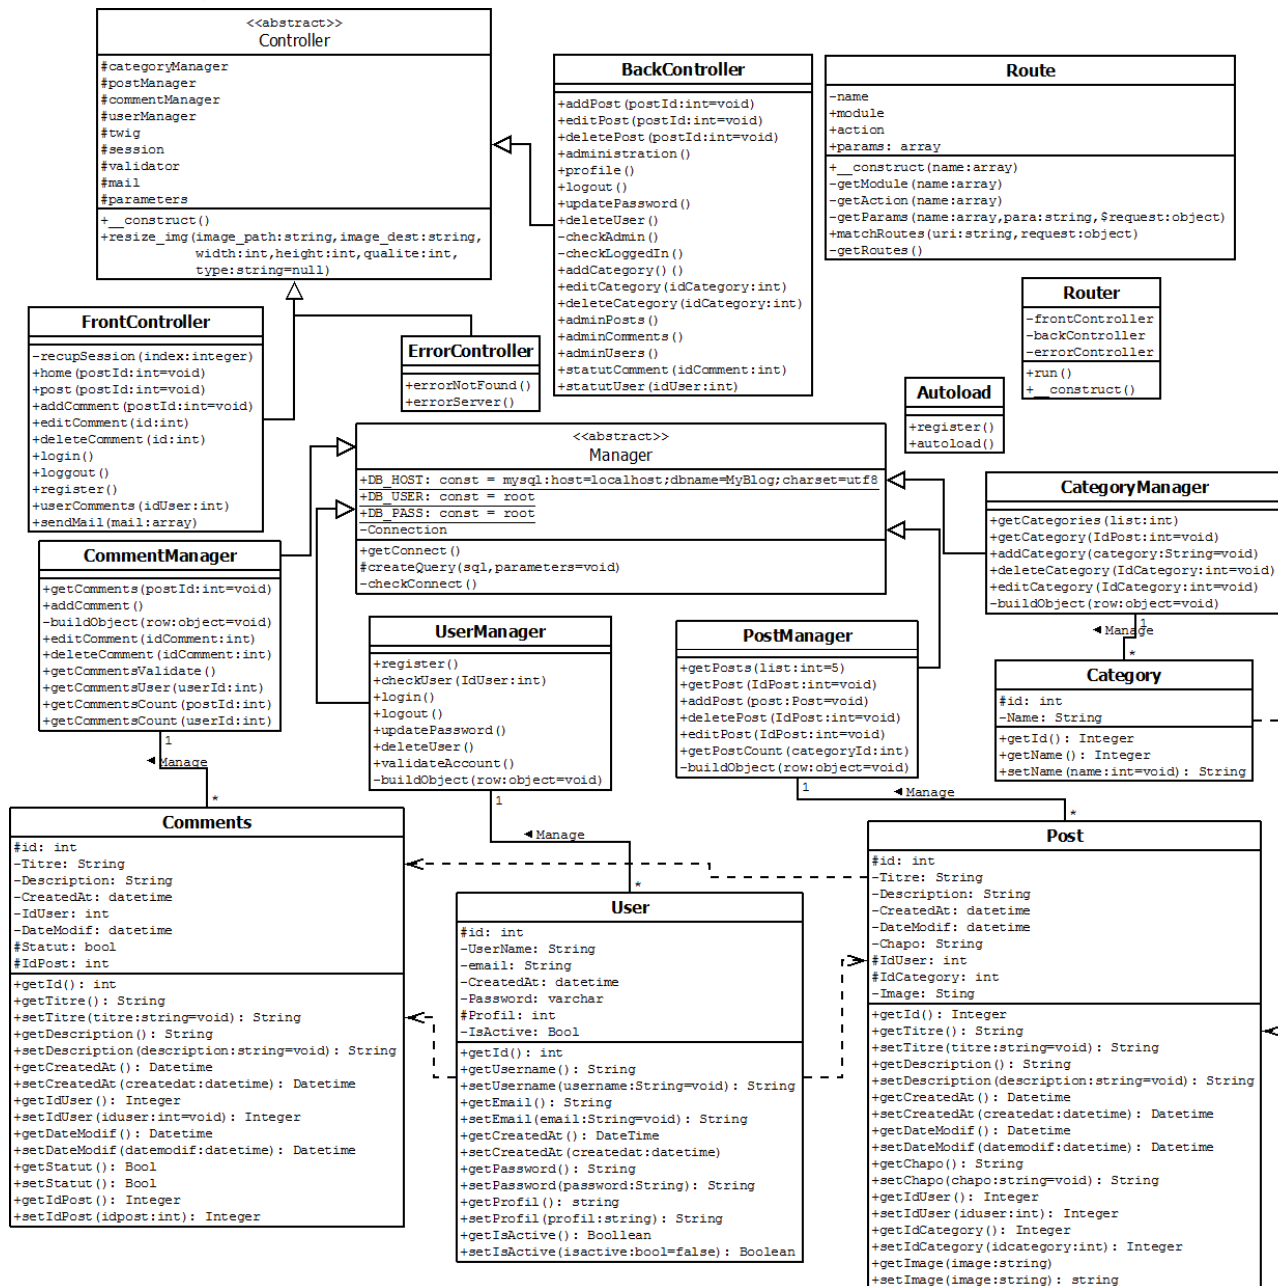 <<abstract>>
Controller
#categoryManager
#postManager
#commentManager
#userManager
#twig
#session
#validator
#mail
#parameters
+__construct()
+resize_img(image_path:string,image_dest:string,
width:int,height:int,qualite:int,
type:string=null)
BackController
+addPost(postId:int=void)
+editPost(postId:int=void)
+deletePost(postId:int=void)
+administration()
+profile()
+logout()
+updatePassword()
+deleteUser()
-checkAdmin()
-checkLoggedIn()
+addCategory()()
+editCategory(idCategory:int)
+deleteCategory(idCategory:int)
+adminPosts()
+adminComments()
+adminUsers()
+statutComment(idComment:int)
+statutUser(idUser:int)
Route
-name
+module
+action
+params: array
+__construct(name:array)
-getModule(name:array)
-getAction(name:array)
-getParams(name:array,para:string,$request:object)
+matchRoutes(uri:string,request:object)
-getRoutes()
Router
-frontController
-backController
-errorController
+run()
+__construct()
FrontController
-recupSession(index:integer)
+home(postId:int=void)
+post(postId:int=void)
+addComment(postId:int=void)
+editComment(id:int)
+deleteComment(id:int)
+login()
+loggout()
+register()
+userComments(idUser:int)
+sendMail(mail:array)
ErrorController
+errorNotFound()
+errorServer()
Autoload
+register()
+autoload()
<<abstract>>
Manager
+DB_HOST: const = mysql:host=localhost;dbname=MyBlog;charset=utf8
+DB_USER: const = root
+DB_PASS: const = root
-Connection
+getConnect()
#createQuery(sql,parameters=void)
-checkConnect()
CategoryManager
+getCategories(list:int)
+getCategory(IdPost:int=void)
+addCategory(category:String=void)
+deleteCategory(IdCategory:int=void)
+editCategory(IdCategory:int=void)
-buildObject(row:object=void)
1
◄ Manage
*
CommentManager
+getComments(postId:int=void)
+addComment()
-buildObject(row:object=void)
+editComment(idComment:int)
+deleteComment(idComment:int)
+getCommentsValidate()
+getCommentsUser(userId:int)
+getCommentsCount(postId:int)
+getCommentsCount(userId:int)
1
◄ Manage
*
UserManager
+register()
+checkUser(IdUser:int)
+login()
+logout()
+updatePassword()
+deleteUser()
+validateAccount()
-buildObject(row:object=void)
1
◄ Manage
*
PostManager
+getPosts(list:int=5)
+getPost(IdPost:int=void)
+addPost(post:Post=void)
+deletePost(IdPost:int=void)
+editPost(IdPost:int=void)
+getPostCount(categoryId:int)
-buildObject(row:object=void)
1
◄ Manage
*
Category
#id: int
-Name: String
+getId(): Integer
+getName(): Integer
+setName(name:int=void): String
Comments
#id: int
-Titre: String
-Description: String
-CreatedAt: datetime
-IdUser: int
-DateModif: datetime
#Statut: bool
#IdPost: int
+getId(): int
+getTitre(): String
+setTitre(titre:string=void): String
+getDescription(): String
+setDescription(description:string=void): String
+getCreatedAt(): Datetime
+setCreatedAt(createdat:datetime): Datetime
+getIdUser(): Integer
+setIdUser(iduser:int=void): Integer
+getDateModif(): Datetime
+setDateModif(datemodif:datetime): Datetime
+getStatut(): Bool
+setStatut(): Bool
+getIdPost(): Integer
+setIdPost(idpost:int): Integer
User
#id: int
-UserName: String
-email: String
-CreatedAt: datetime
-Password: varchar
#Profil: int
-IsActive: Bool
+getId(): int
+getUsername(): String
+setUsername(username:String=void): String
+getEmail(): String
+setEmail(email:String=void): String
+getCreatedAt(): DateTime
+setCreatedAt(createdat:datetime)
+getPassword(): String
+setPassword(password:String): String
+getProfil(): string
+setProfil(profil:string): String
+getIsActive(): Boollean
+setIsActive(isactive:bool=false): Boolean
Post
#id: int
-Titre: String
-Description: String
-CreatedAt: datetime
-DateModif: datetime
-Chapo: String
#IdUser: int
#IdCategory: int
-Image: Sting
+getId(): Integer
+getTitre(): String
+setTitre(titre:string=void): String
+getDescription(): String
+setDescription(description:string=void): String
+getCreatedAt(): Datetime
+setCreatedAt(createdat:datetime): Datetime
+getDateModif(): Datetime
+setDateModif(datemodif:datetime): Datetime
+getChapo(): String
+setChapo(chapo:string=void): String
+getIdUser(): Integer
+setIdUser(iduser:int): Integer
+getIdCategory(): Integer
+setIdCategory(idcategory:int): Integer
+getImage(image:string)
+setImage(image:string): string